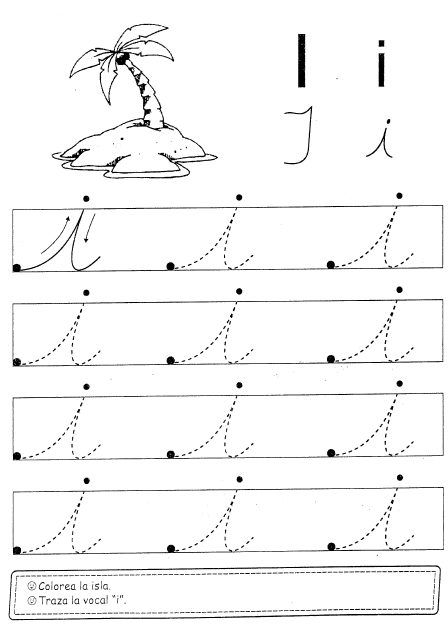 I i
I i
i i i
i i i
i i i
i i i
Colorea la isla.
Traza la vocal "i".